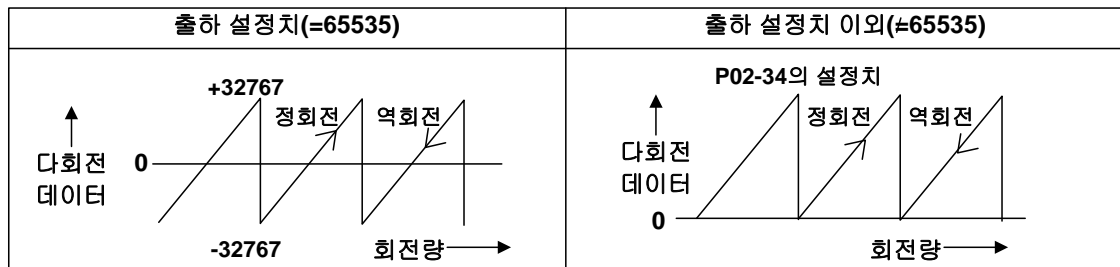 출하 설정치(=65535)
출하 설정치 이외(≠65535)
+32767
정회전
역회전
다회전
데이터
0
-32767
회전량
P02-34의 설정치
정회전
역회전
다회전
데이터
0
회전량